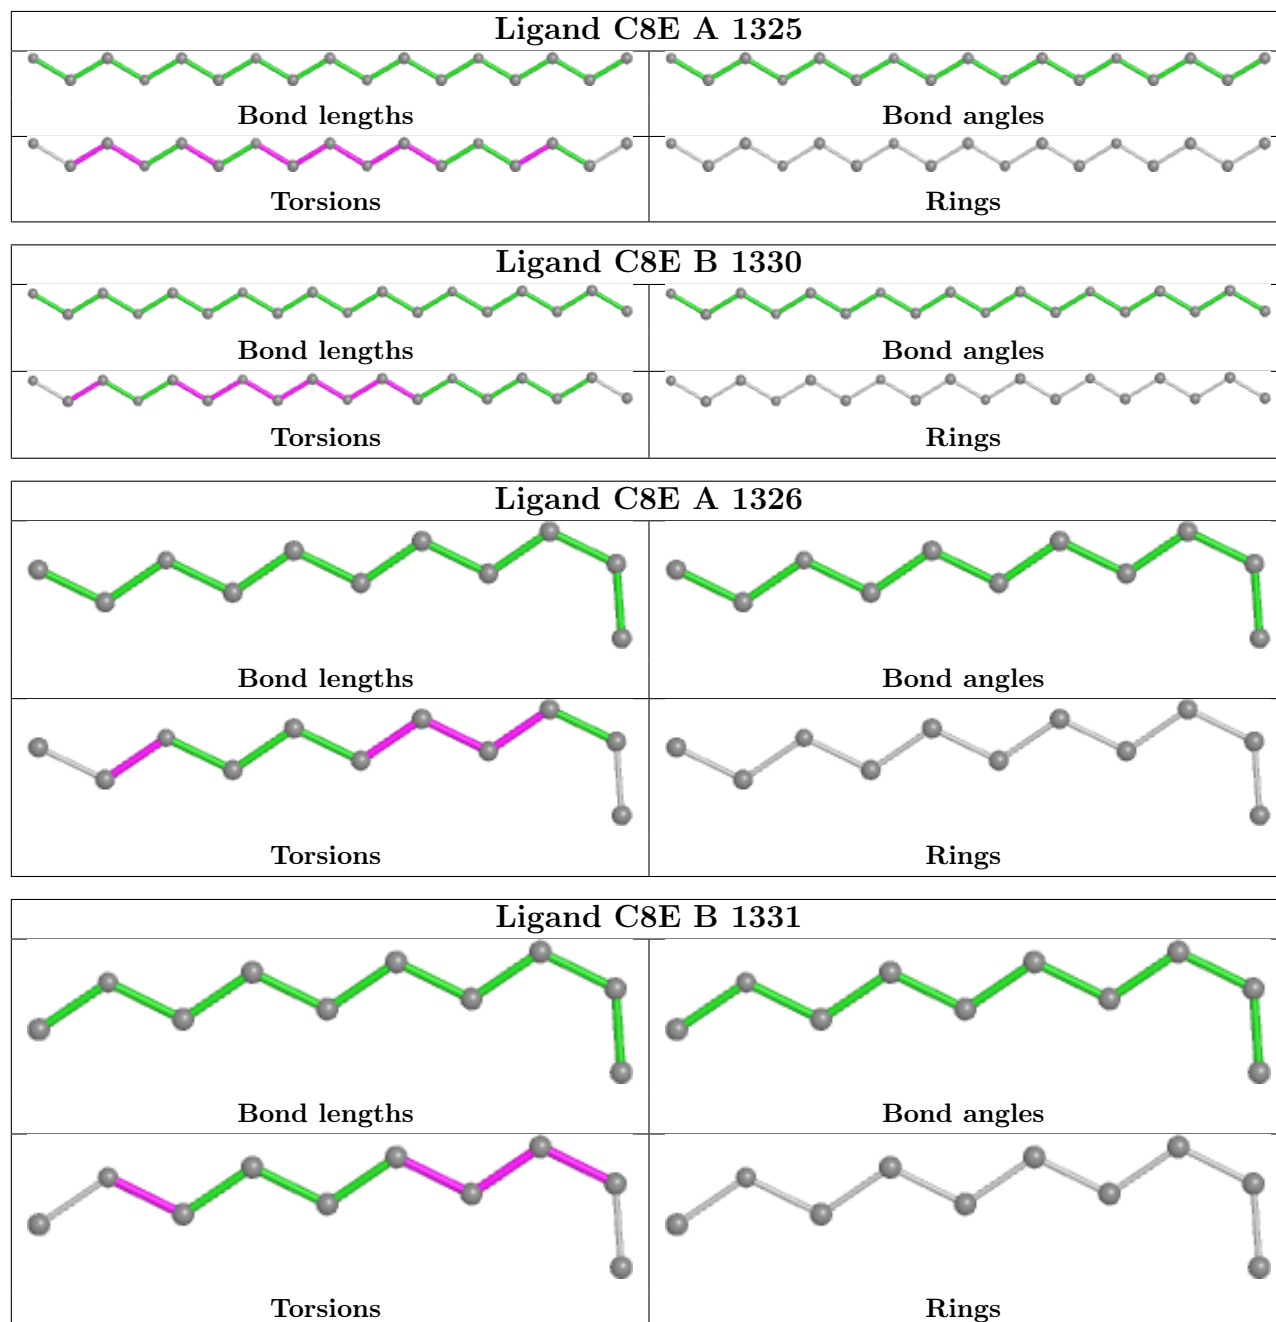 Ligand C8E A 1325
Bond lengths
Bond angles
Torsions
Rings
Ligand C8E B 1330
Bond lengths
Bond angles
Torsions
Rings
Ligand C8E A 1326
Bond lengths
Bond angles
Torsions
Rings
Ligand C8E B 1331
Bond lengths
Bond angles
Torsions
Rings